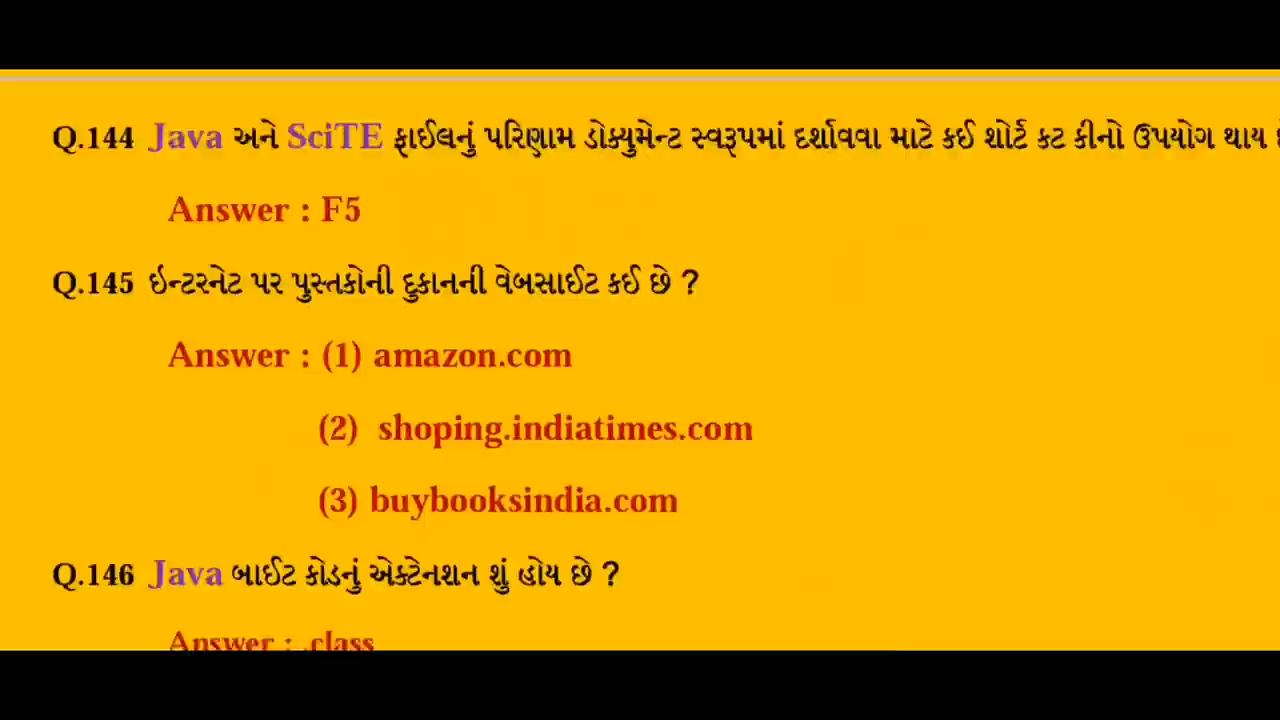 Q.144 Java અને SciTE ફાઈલનું પરિણામ ડોક્યુમેન્ટ સ્વરૂપમાં દર્શાવવા માટે કઈ શોર્ટ કટ કીનો ઉપયોગ થાય
Answer : F5
Q.145 ઇન્ટરનેટ પર પુસ્તકોની દુકાનની વેબસાઈટ કઈ છે ?
Answer : (1) amazon.com
(2) shoping.indiatimes.com
(3) buybooksindia.com
Q.146 Java બાઈટ કોડનું એક્ટેનશન શું હોય છે ?
Answer : .class